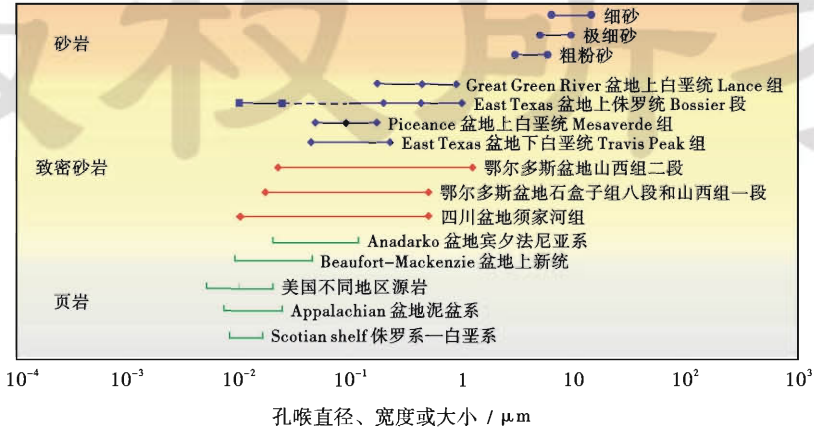 细砂
极细砂
砂岩
粗粉砂
Great Green River 盆地上白垩统 Lance 组
East Texas 盆地上侏罗统 Bossier 段
Piceance 盆地上白垩统 Mesaverde 组
East Texas 盆地下白垩统 Travis Peak 组
致密砂岩
鄂尔多斯盆地山西组二段
鄂尔多斯盆地石盒子组八段和山西组一段
四川盆地须家河组
Anadarko 盆地宾夕法尼亚系
Beaufort-Mackenzie 盆地上新统
美国不同地区源岩
页岩
Appalachian 盆地泥盆系
Scotian shelf 侏罗系—白垩系
10⁻⁴ 10⁻³ 10⁻² 10⁻¹ 1 10 10² 10³
孔喉直径、宽度或大小 / μm